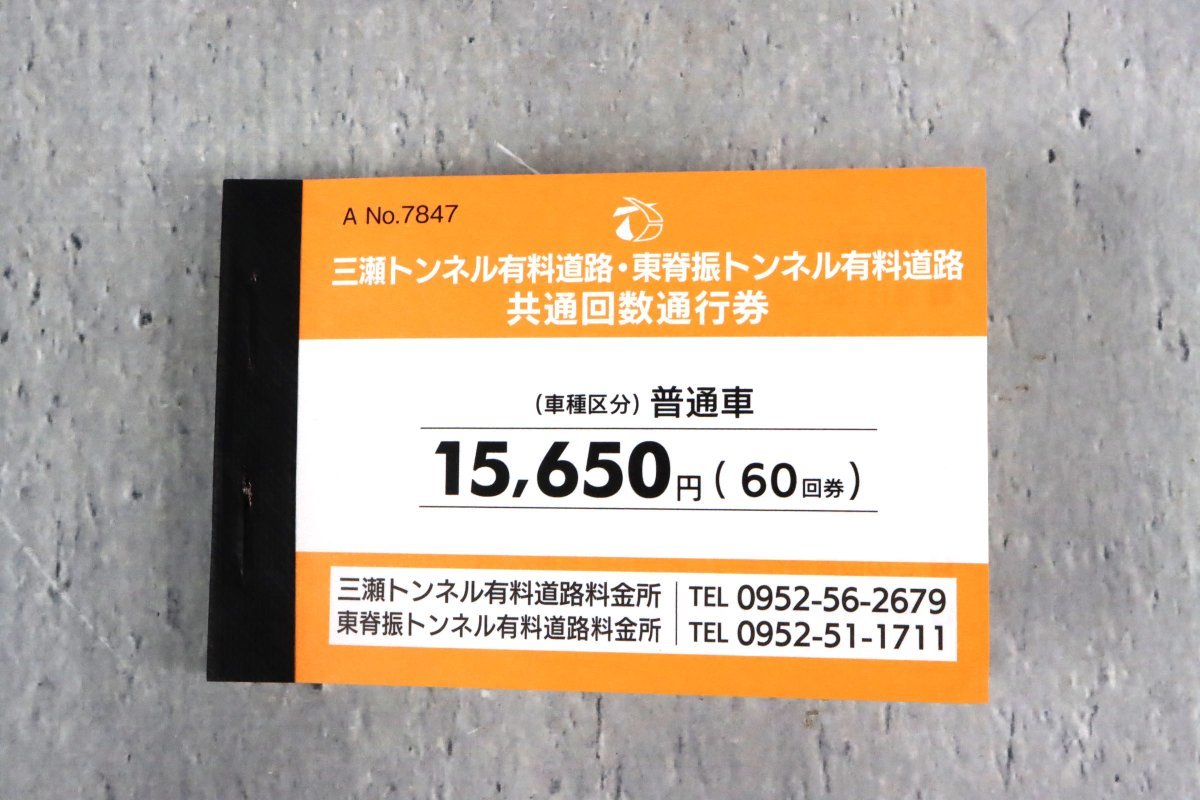 A No.7847
三瀬トンネル有料道路・東脊振トンネル有料道路
共通回数通行券
(車種区分) 普通車
15,650円 ( 60回券 )
三瀬トンネル有料道路料金所 TEL 0952-56-2679
東脊振トンネル有料道路料金所 TEL 0952-51-1711